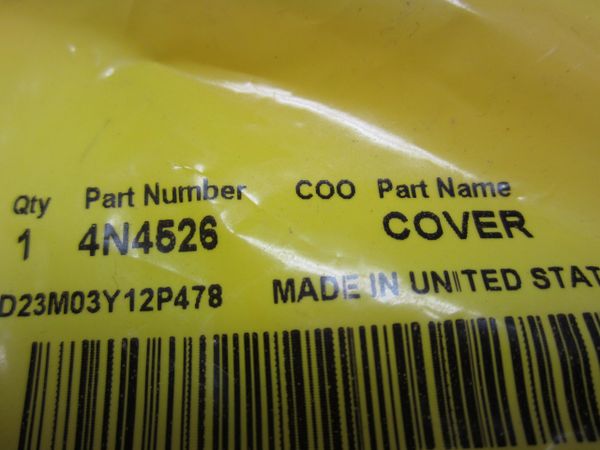 Qty Part Number COO Part Name
1 4N4526 COVER
D23M03Y12P478 MADE IN UNITED STAT